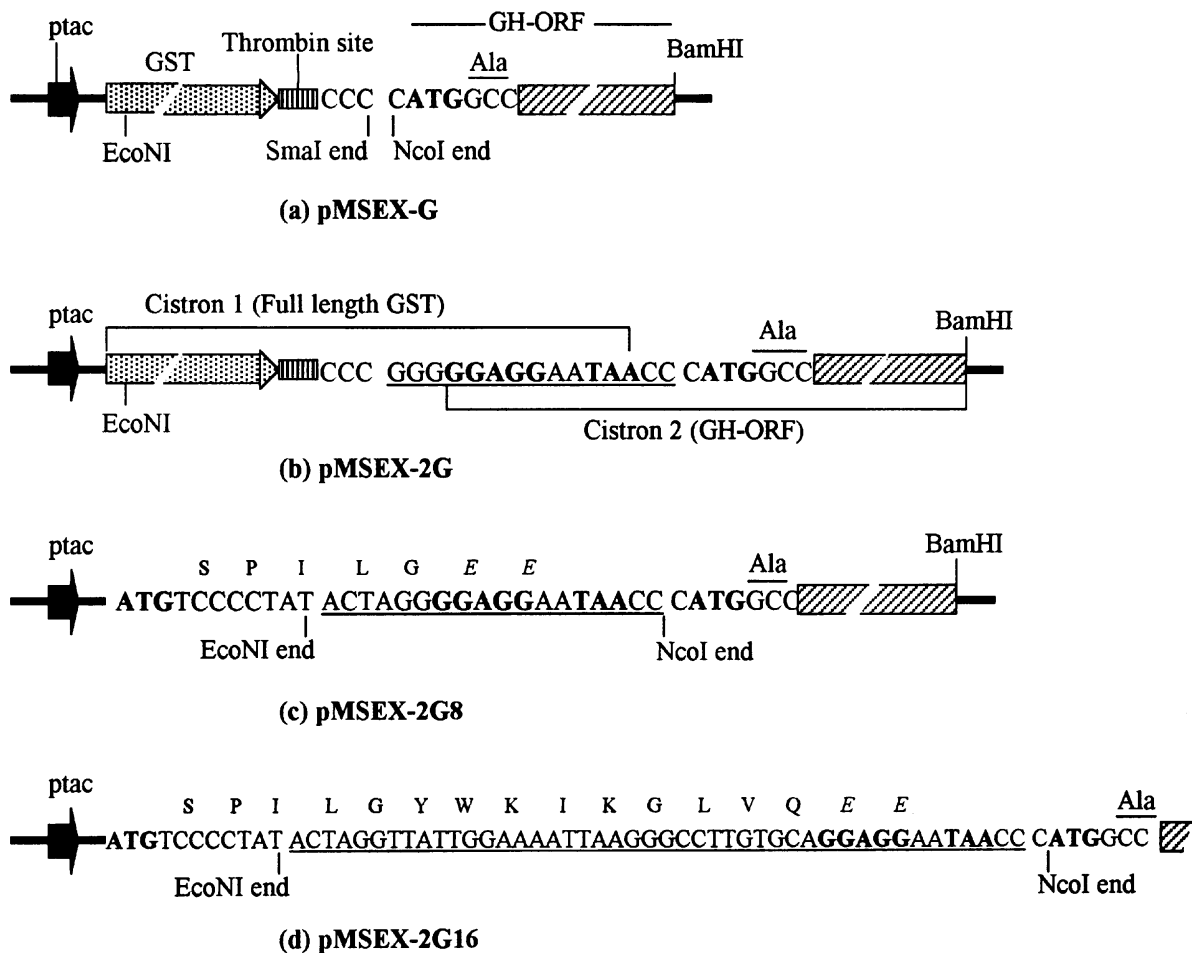 ptac
GH-ORF
GST
Thrombin site
Ala
BamHI
CCC CATGGCC
EcoNI
SmaI end
NcoI end
(a) pMSEX-G
ptac
Cistron 1 (Full length GST)
Ala
BamHI
CCC GGGGGAGGAATAACC CATGGCC
EcoNI
Cistron 2 (GH-ORF)
(b) pMSEX-2G
ptac
BamHI
S P I L G E E
Ala
ATGTCCCCTAT ACTAGGGGAGGAATAACC CATGGCC
EcoNI end
NcoI end
(c) pMSEX-2G8
ptac
S P I L G Y W K I K G L V Q E E
Ala
ATGTCCCCTAT ACTAGGTTATTGGAAAATTAAGGGCCTTGTGCAGGAGGAATAACC CATGGCC
EcoNI end
NcoI end
(d) pMSEX-2G16